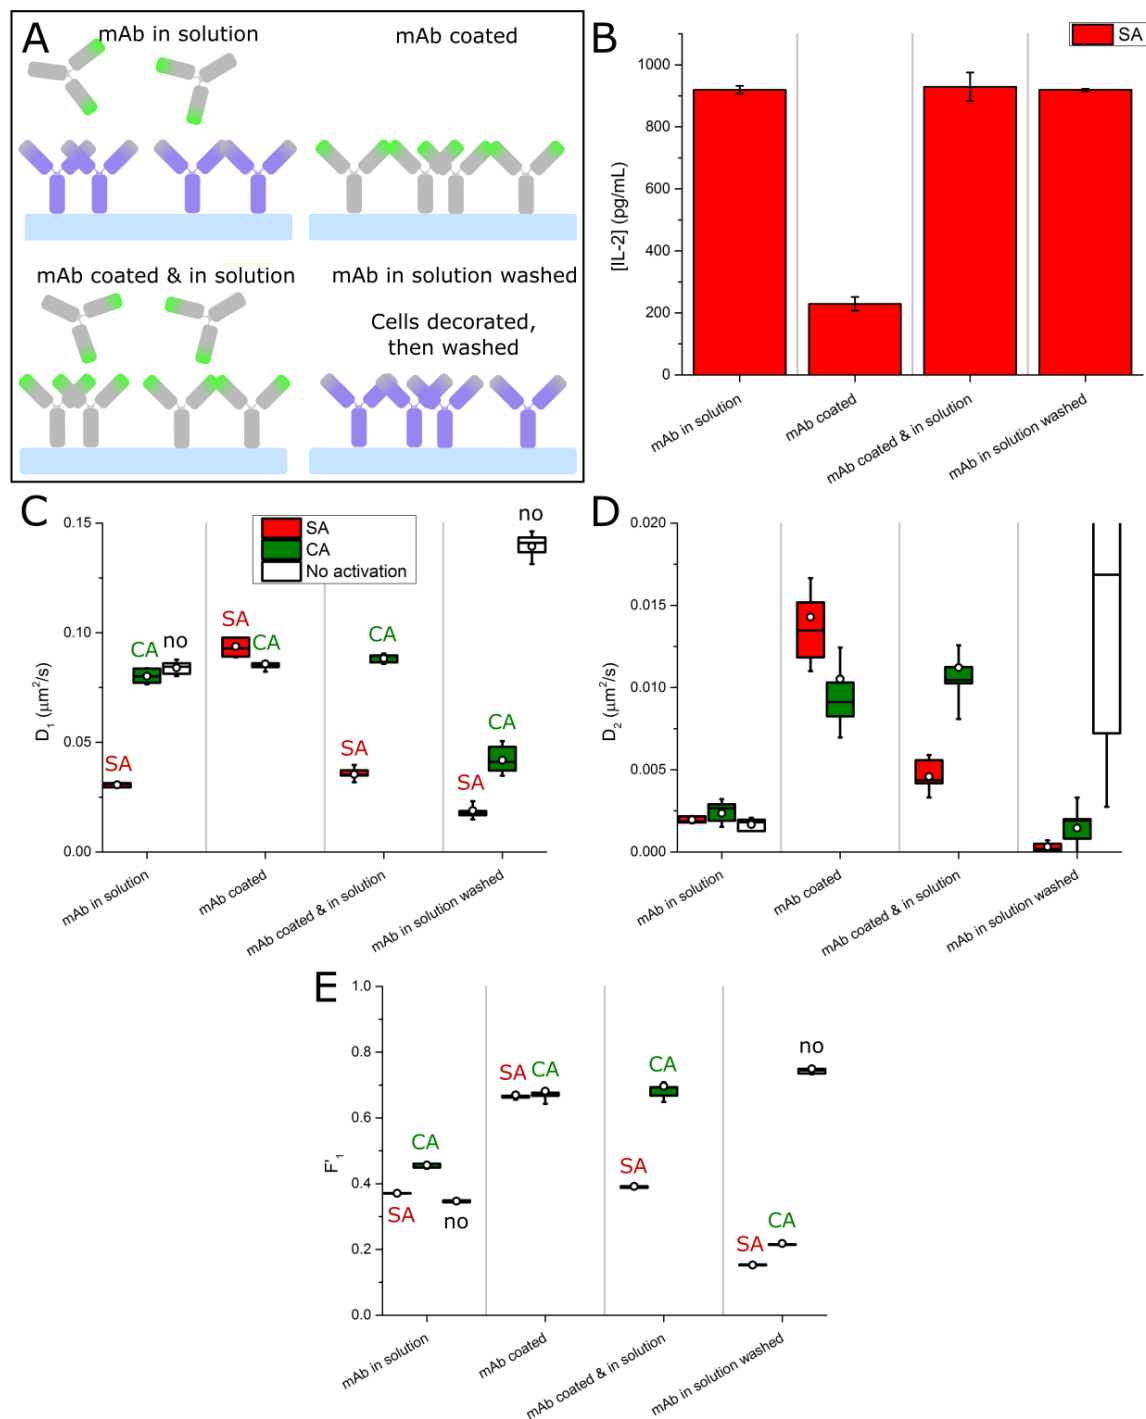 A
mAb in solution
mAb coated
mAb coated & in solution
mAb in solution washed
Cells decorated,
then washed
B
SA
1000
800
600
400
200
0
[IL-2] (pg/mL)
mAb in solution
mAb coated
mAb coated & in solution
mAb in solution washed
C
SA
CA
No activation
0.15
0.10
0.05
0.00
D1 (μm²/s)
SA
CA
no
SA
CA
SA
CA
SA
CA
no
mAb in solution
mAb coated
mAb coated & in solution
mAb in solution washed
D
0.020
0.015
0.010
0.005
0.000
D2 (μm²/s)
mAb in solution
mAb coated
mAb coated & in solution
mAb in solution washed
E
1.0
0.8
0.6
0.4
0.2
0.0
F'1
SA
CA
no
SA
CA
SA
CA
SA
CA
no
mAb in solution
mAb coated
mAb coated & in solution
mAb in solution washed